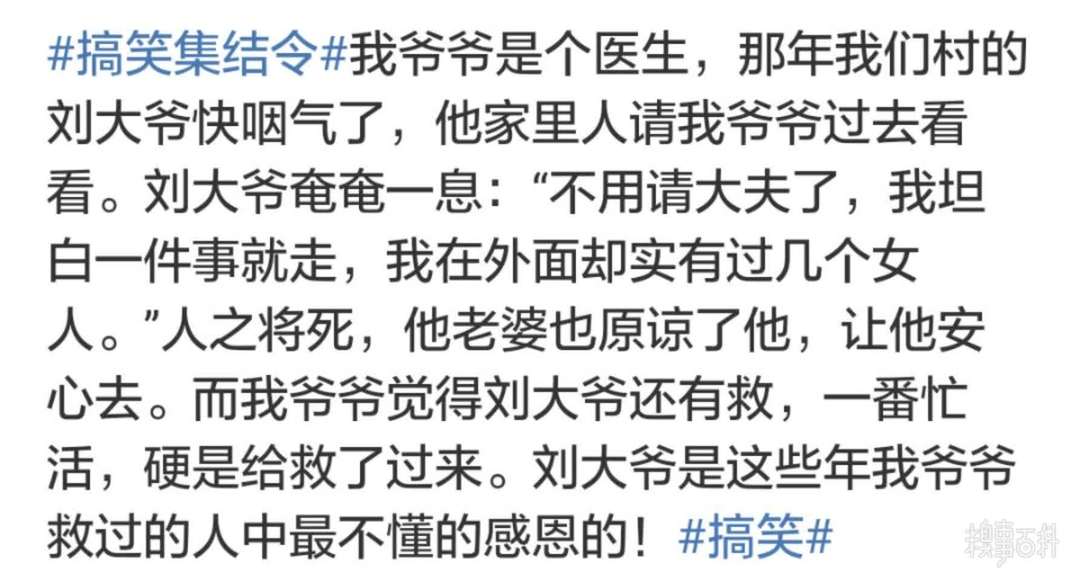 #搞笑集结令#我爷爷是个医生，那年我们村的
刘大爷快咽气了，他家里人请我爷爷过去看
看。刘大爷奄奄一息：“不用请大夫了，我坦
白一件事就走，我在外面却实有过几个女
人。”人之将死，他老婆也原谅了他，让他安
心去。而我爷爷觉得刘大爷还有救，一番忙
活，硬是给救了过来。刘大爷是这些年我爷爷
救过的人中最不懂的感恩的！#搞笑#
糗事百科